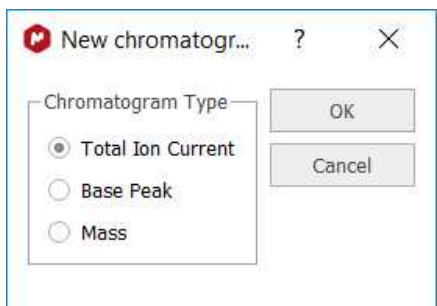 New chromatogr... ?
Chromatogram Type
OK
Total Ion Current
Cancel
Base Peak
Mass